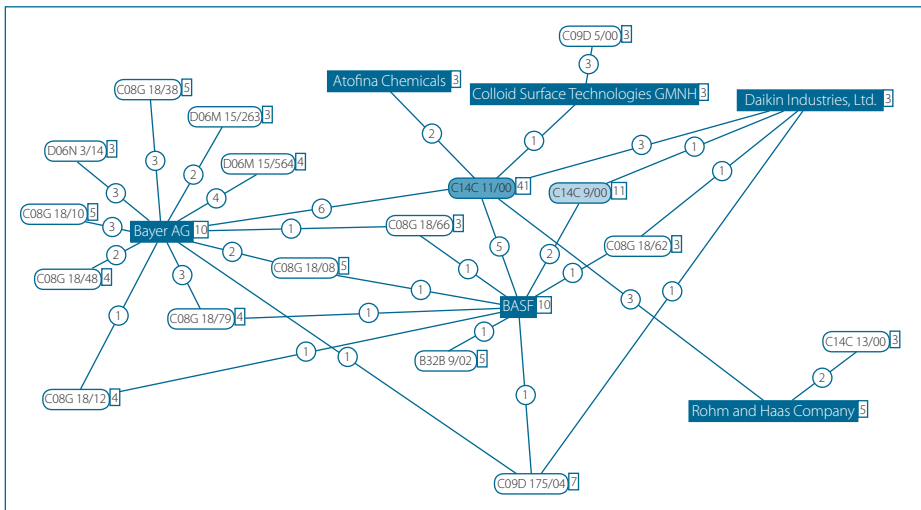 C09D 5/00 3
3
Atofina Chemicals 3
C08G 18/38 5
Colloid Surface Technologies GMNH 3
Daikin Industries, Ltd. 3
D06M 15/263 3
2
1
3
1
D06N 3/14 3
3
D06M 15/564 4
2
1
3
4
C14C 11/00 41
C14C 9/00 11
6
C08G 18/10 5
3
Bayer AG 10
1
C08G 18/66 3
5
2
C08G 18/62 3
2
2
C08G 18/08 5
1
1
C08G 18/48 4
3
1
1
3
BASF 10
1
C08G 18/79 4
1
1
C14C 13/00 3
1
1
B32B 9/02 5
2
C08G 18/12 4
1
Rohm and Haas Company 5
C09D 175/04 7